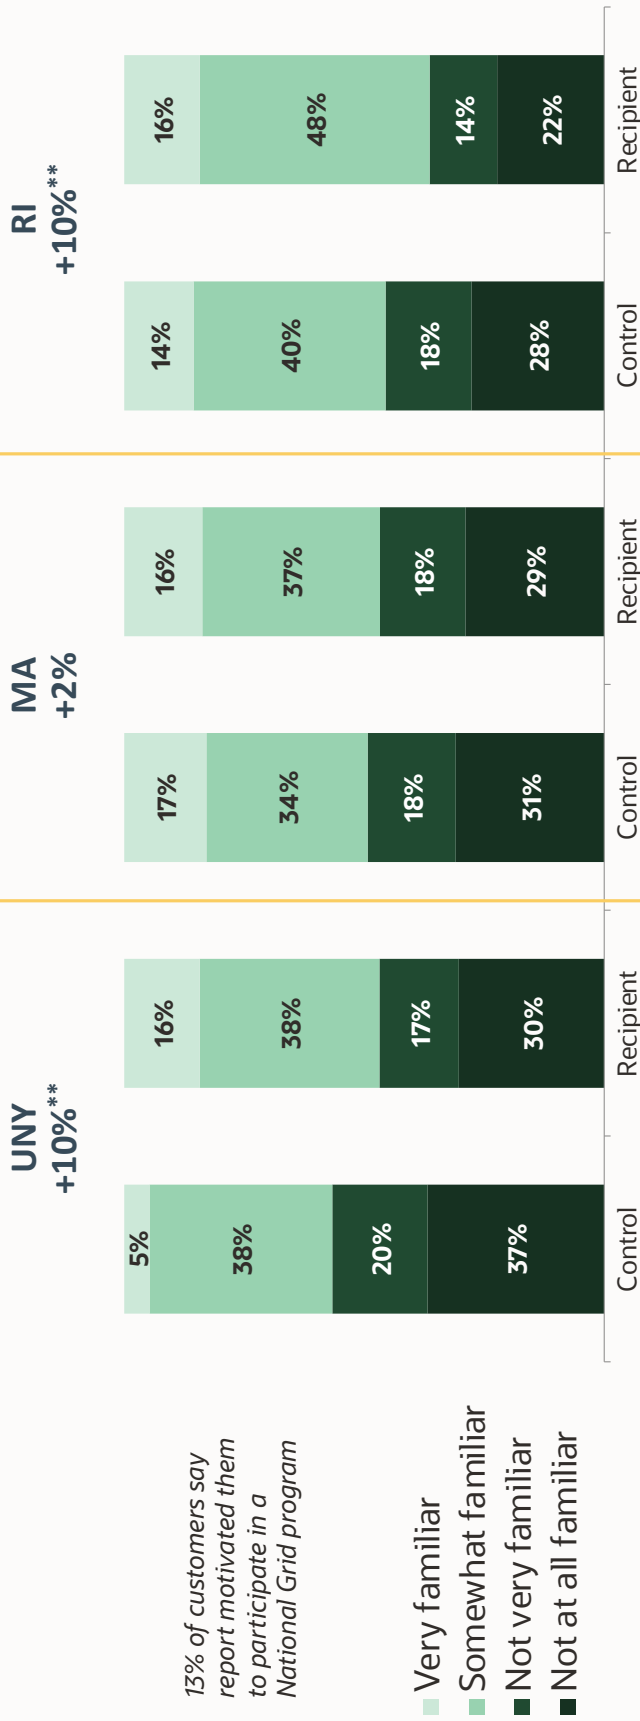 UNY
+10%**
MA
+2%
RI
+10%**
13% of customers say
report motivated them
to participate in a
National Grid program
Very familiar
Somewhat familiar
Not very familiar
Not at all familiar
5%
38%
20%
37%
Control
16%
38%
17%
30%
Recipient
17%
34%
18%
31%
Control
16%
37%
18%
29%
Recipient
14%
40%
18%
28%
Control
16%
48%
14%
22%
Recipient